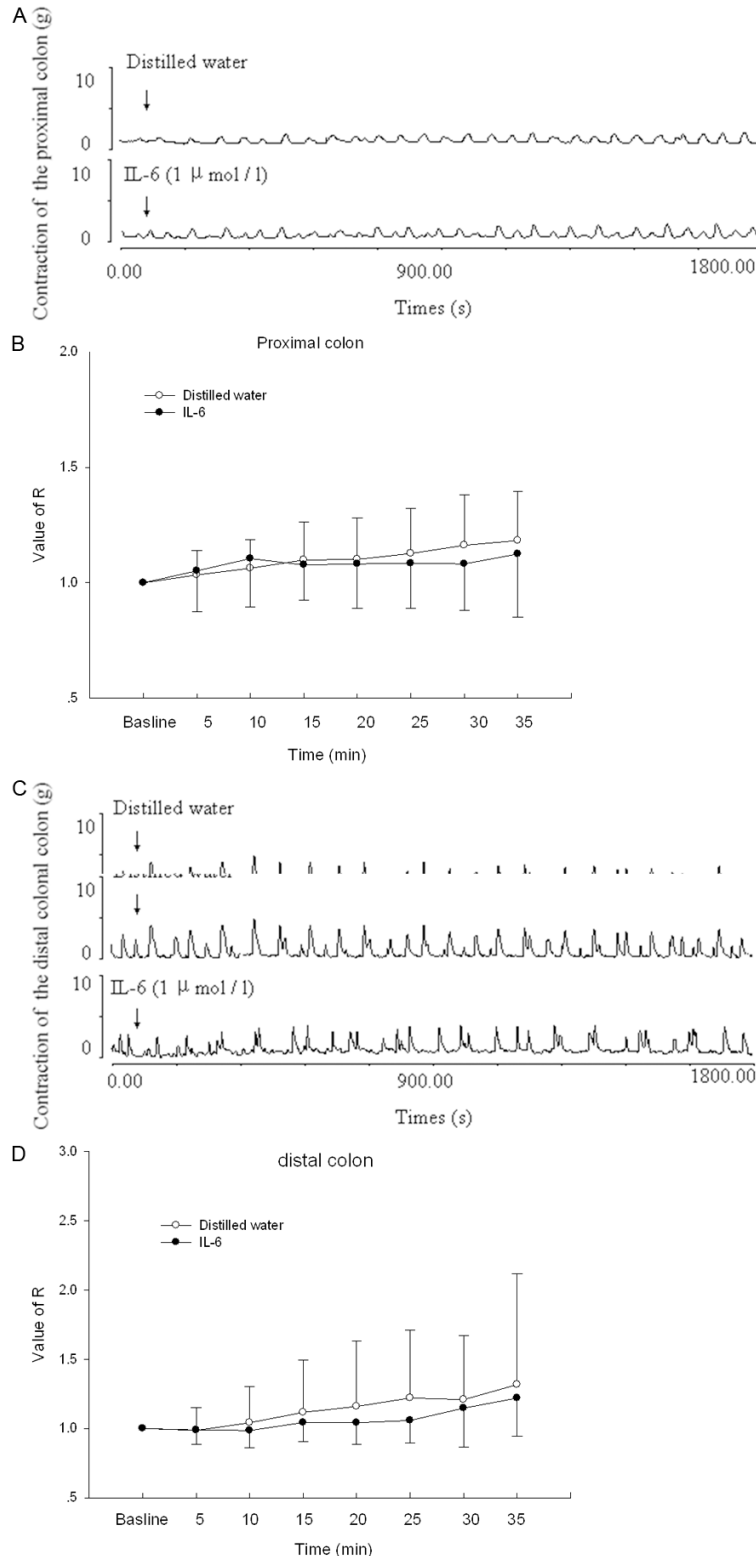 A
Contraction of the proximal colon (g)
Distilled water
10
0
IL-6 (1 μ mol / l)
10
0
0.00 900.00 1800.00
Times (s)
B
Proximal colon
2.0
Distilled water
IL-6
1.5
Value of R
1.0
.5
Basline 5 10 15 20 25 30 35
Time (min)
C
Contraction of the distal colonal colon (g)
Distilled water
10
10
0
IL-6 (1 μ mol / l)
10
0
0.00 900.00 1800.00
Times (s)
D
distal colon
3.0
2.5
Distilled water
IL-6
2.0
Value of R
1.5
1.0
.5
Basline 5 10 15 20 25 30 35
Time (min)